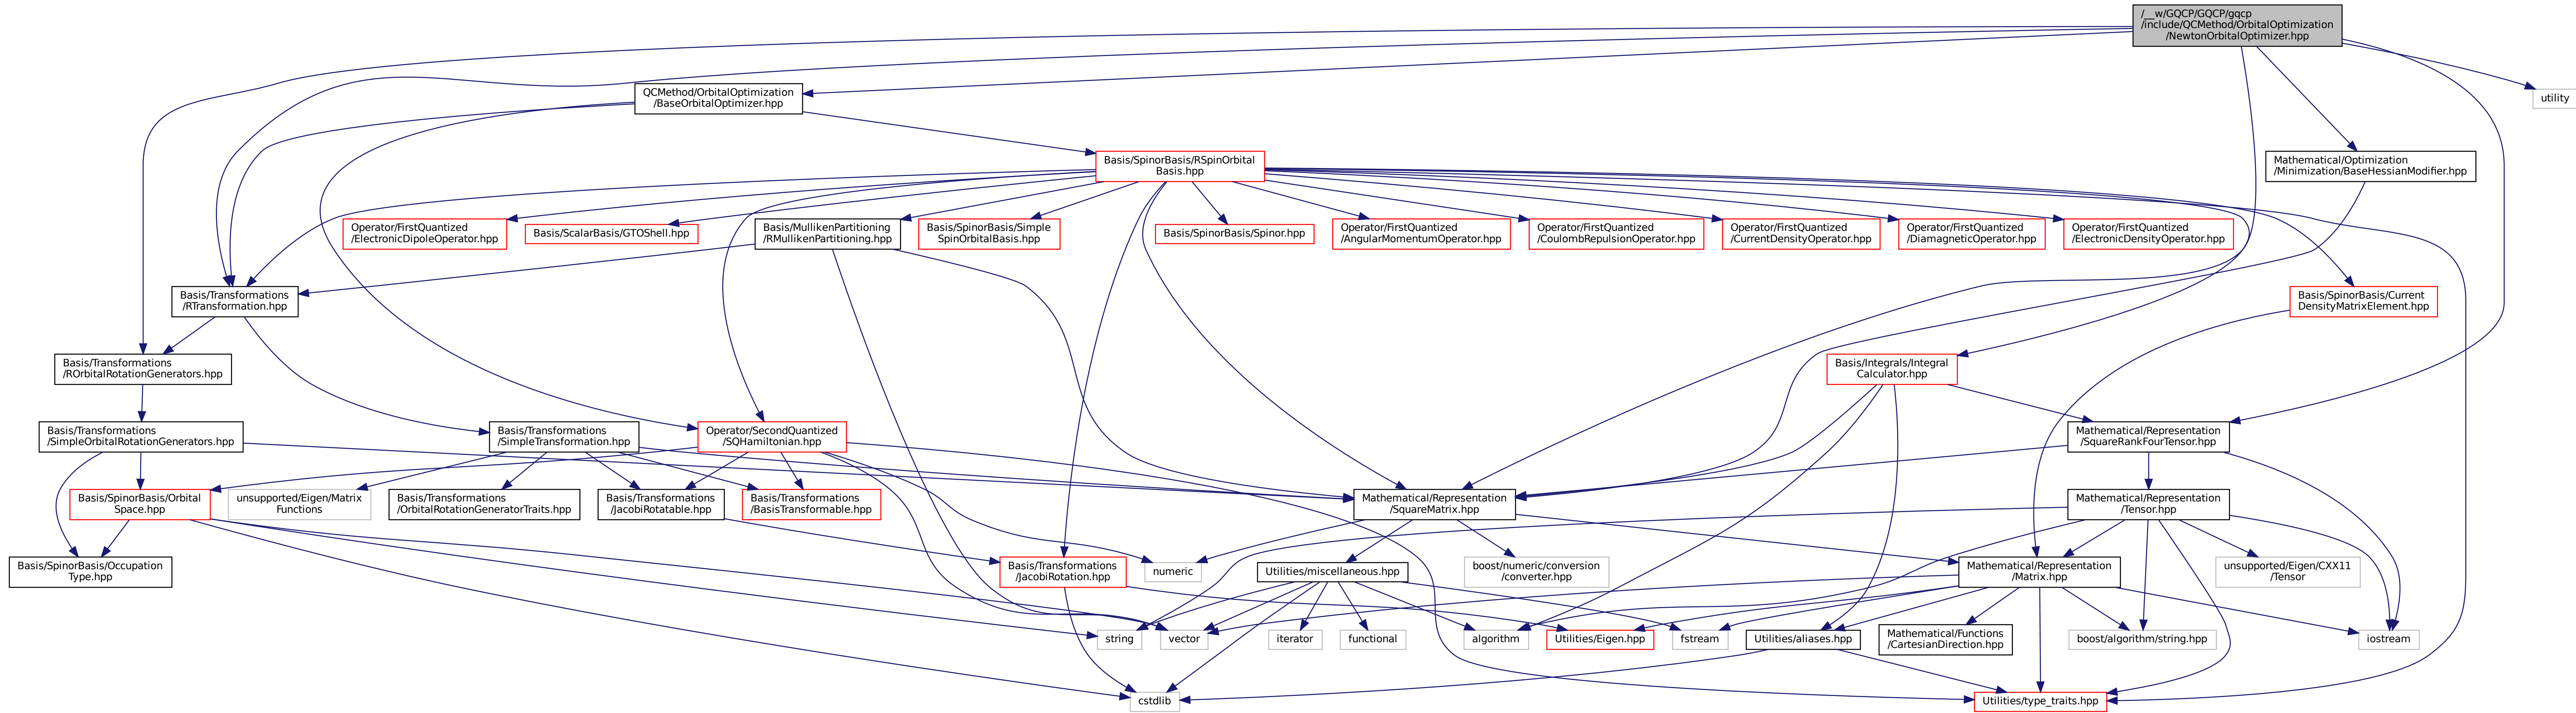 /__w/GQCP/GQCP/gqcp
/include/QCMethod/OrbitalOptimization
/NewtonOrbitalOptimizer.hpp
QCMethod/OrbitalOptimization
/BaseOrbitalOptimizer.hpp
utility
Basis/SpinorBasis/RSpinOrbital
Basis.hpp
Mathematical/Optimization
/Minimization/BaseHessianModifier.hpp
Operator/FirstQuantized
/ElectronicDipoleOperator.hpp
Basis/ScalarBasis/GTOShell.hpp
Basis/MullikenPartitioning
/RMullikenPartitioning.hpp
Basis/SpinorBasis/Simple
SpinOrbitalBasis.hpp
Basis/SpinorBasis/Spinor.hpp
Operator/FirstQuantized
/AngularMomentumOperator.hpp
Operator/FirstQuantized
/CoulombRepulsionOperator.hpp
Operator/FirstQuantized
/CurrentDensityOperator.hpp
Operator/FirstQuantized
/DiamagneticOperator.hpp
Operator/FirstQuantized
/ElectronicDensityOperator.hpp
Basis/Transformations
/RTransformation.hpp
Basis/SpinorBasis/Current
DensityMatrixElement.hpp
Basis/Transformations
/ROrbitalRotationGenerators.hpp
Basis/Integrals/Integral
Calculator.hpp
Basis/Transformations
/SimpleOrbitalRotationGenerators.hpp
Basis/Transformations
/SimpleTransformation.hpp
Operator/SecondQuantized
/SQHamiltonian.hpp
Mathematical/Representation
/SquareRankFourTensor.hpp
Basis/SpinorBasis/Orbital
Space.hpp
unsupported/Eigen/Matrix
Functions
Basis/Transformations
/OrbitalRotationGeneratorTraits.hpp
Basis/Transformations
/JacobiRotatable.hpp
Basis/Transformations
/BasisTransformable.hpp
Mathematical/Representation
/SquareMatrix.hpp
Mathematical/Representation
/Tensor.hpp
Basis/SpinorBasis/Occupation
Type.hpp
Basis/Transformations
/JacobiRotation.hpp
numeric
Utilities/miscellaneous.hpp
boost/numeric/conversion
/converter.hpp
Mathematical/Representation
/Matrix.hpp
unsupported/Eigen/CXX11
/Tensor
string
vector
iterator
functional
algorithm
Utilities/Eigen.hpp
fstream
Utilities/aliases.hpp
Mathematical/Functions
/CartesianDirection.hpp
boost/algorithm/string.hpp
iostream
cstdlib
Utilities/type_traits.hpp